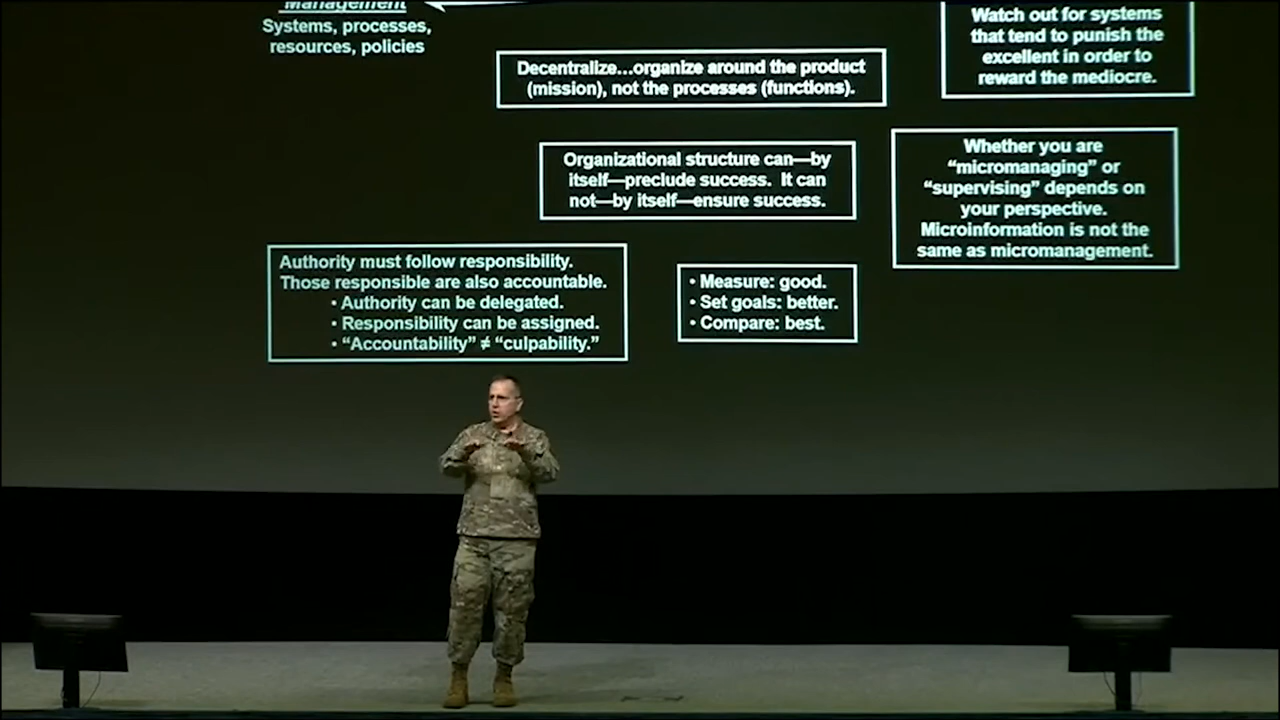 Management
Systems, processes,
resources, policies
Watch out for systems
that tend to punish the
excellent in order to
reward the mediocre.
Decentralize…organize around the product
(mission), not the processes (functions).
Organizational structure can—by
itself—preclude success.  It can
not—by itself—ensure success.
Whether you are
“micromanaging” or
“supervising” depends on
your perspective.
Microinformation is not the
same as micromanagement.
Authority must follow responsibility.
Those responsible are also accountable.
• Authority can be delegated.
• Responsibility can be assigned.
• “Accountability” ≠ “culpability.”
• Measure: good.
• Set goals: better.
• Compare: best.